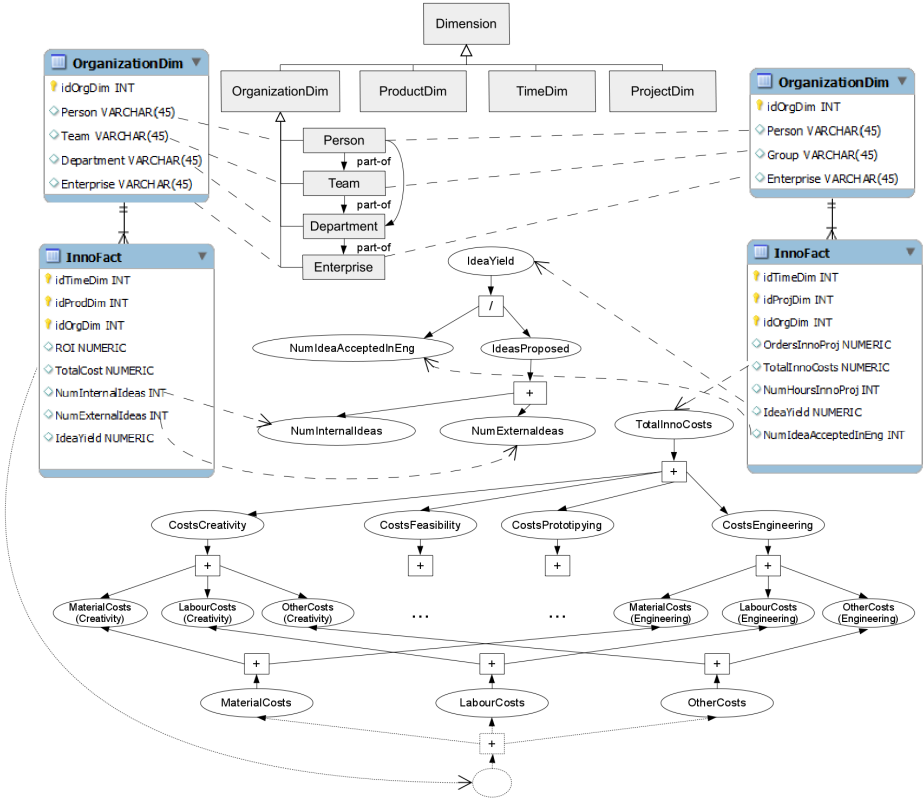 Dimension
OrganizationDim
ProductDim
TimeDim
ProjectDim
Person
part-of
Team
part-of
Department
part-of
Enterprise
OrganizationDim
idOrgDim INT
Person VARCHAR(45)
Team VARCHAR(45)
Department VARCHAR(45)
Enterprise VARCHAR(45)
InnoFact
idTimeDim INT
idProdDim INT
idOrgDim INT
ROI NUMERIC
TotalCost NUMERIC
NumInternalIdeas INT
NumExternalIdeas INT
IdeaYield NUMERIC
OrganizationDim
idOrgDim INT
Person VARCHAR(45)
Group VARCHAR(45)
Enterprise VARCHAR(45)
InnoFact
idTimeDim INT
idProjDim INT
idOrgDim INT
OrdersInnoProj NUMERIC
TotalInnoCosts NUMERIC
NumHoursInnoProj INT
IdeaYield NUMERIC
NumIdeaAcceptedInEng INT
IdeaYield
/
NumIdeaAcceptedInEng
IdeasProposed
+
NumInternalIdeas
NumExternaldeas
TotalInnoCosts
+
CostsCreativity
CostsFeasibility
CostsPrototipying
CostsEngineering
+
+
+
+
MaterialCosts
(Creativity)
LabourCosts
(Creativity)
OtherCosts
(Creativity)
...
...
MaterialCosts
(Engineering)
LabourCosts
(Engineering)
OtherCosts
(Engineering)
+
+
+
MaterialCosts
LabourCosts
OtherCosts
+